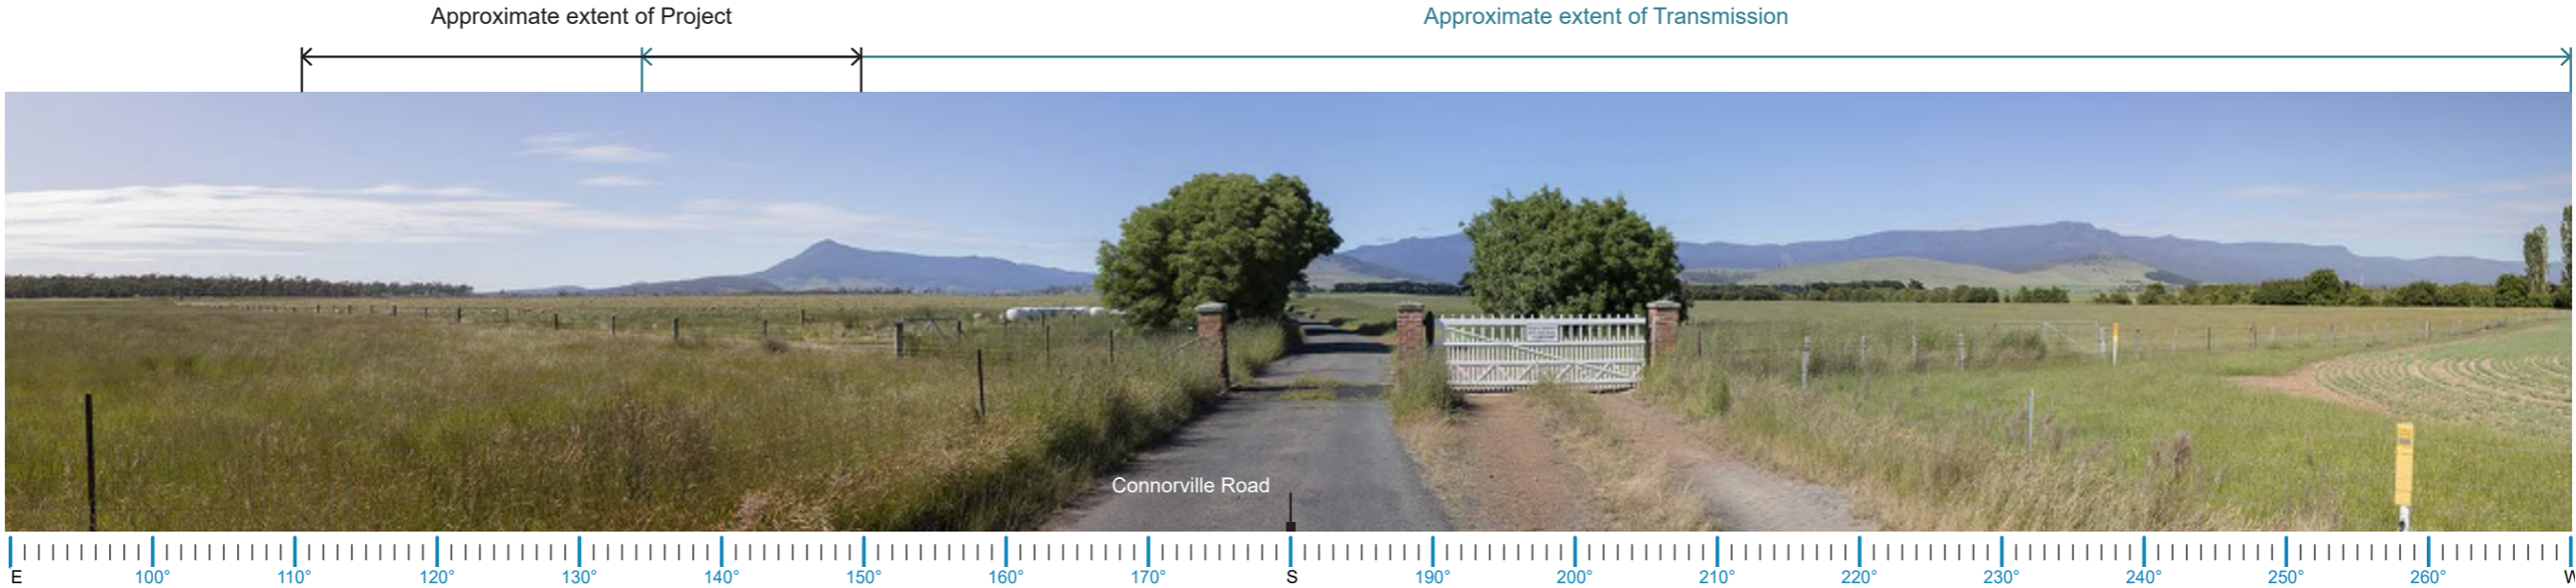 Approximate extent of Project
Approximate extent of Transmission
Connorville Road
E 100° 110° 120° 130° 140° 150° 160° 170° S 190° 200° 210° 220° 230° 240° 250° 260° W